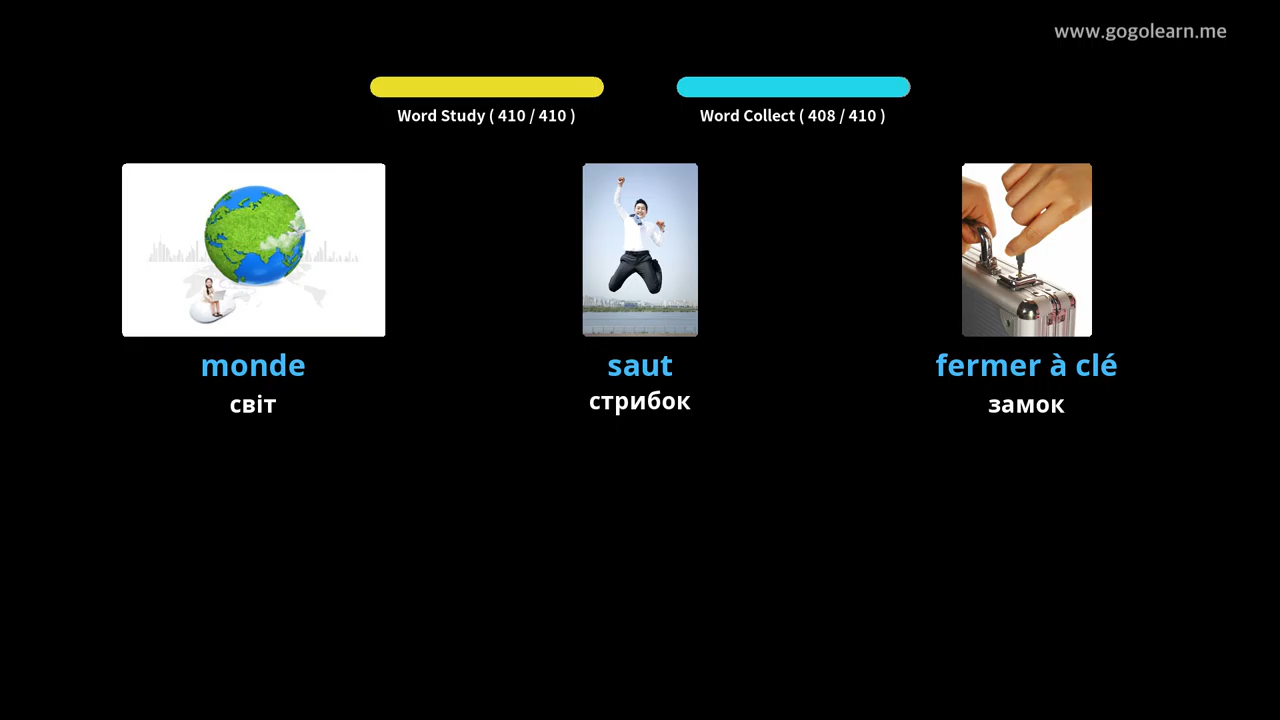 www.gogolearn.me
Word Study ( 410 / 410 )
Word Collect ( 408 / 410 )
monde
світ
saut
стрибок
fermer à clé
замок